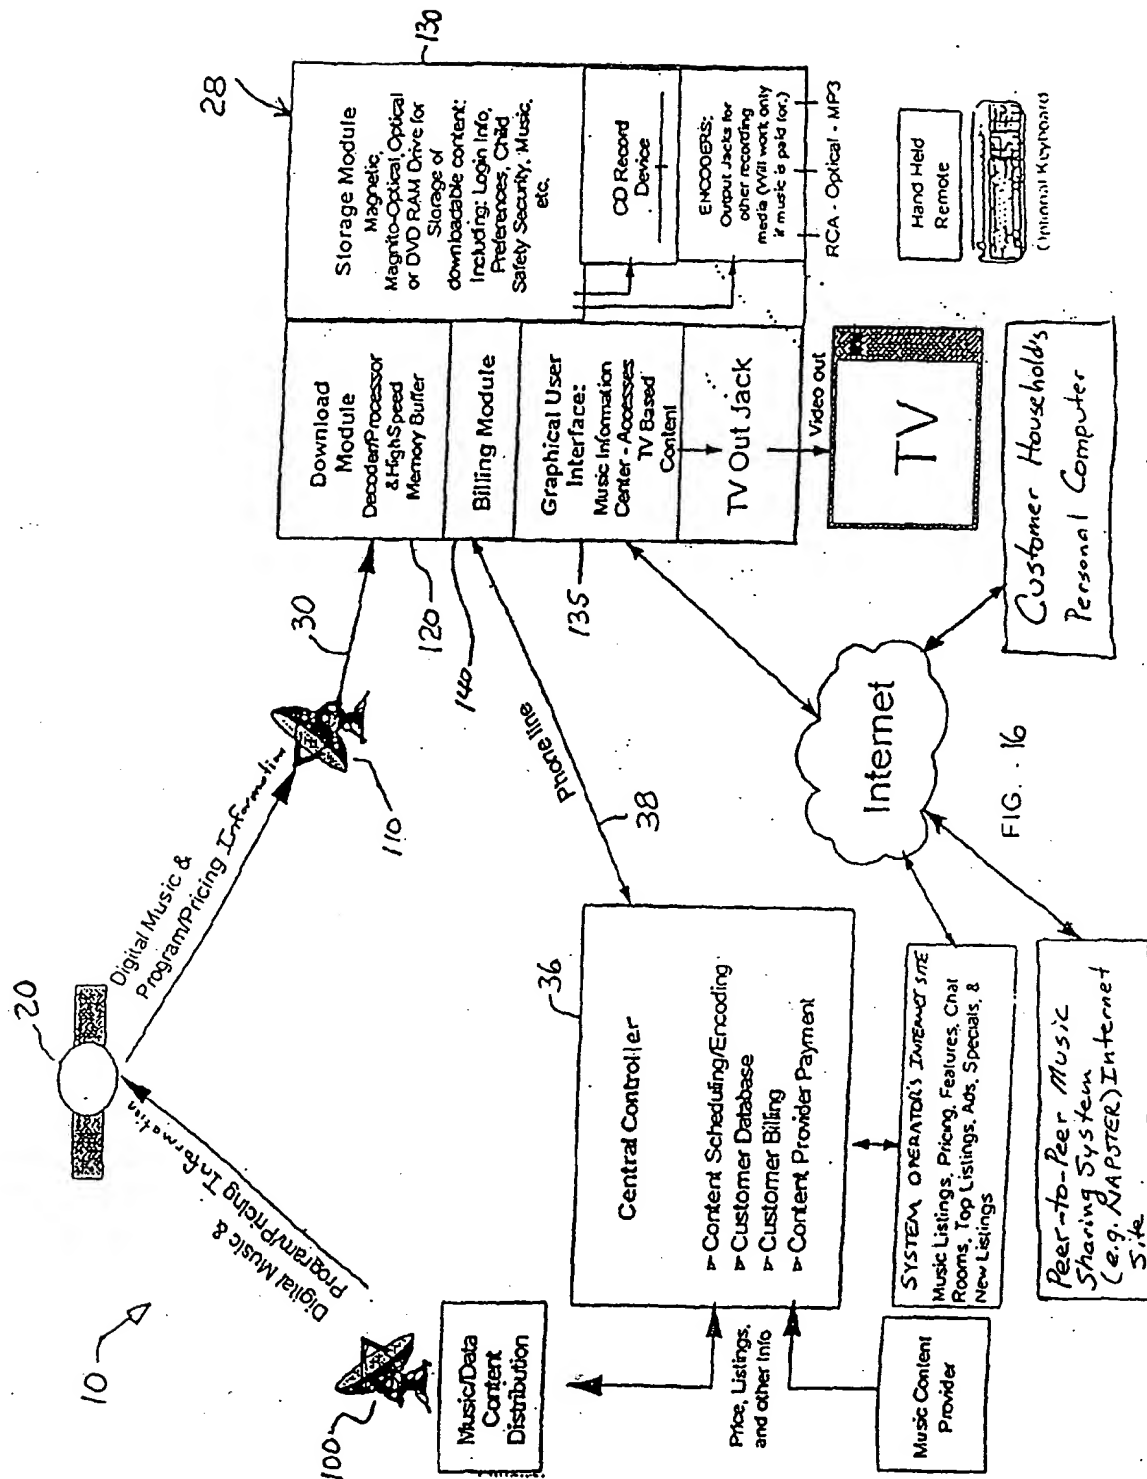 10
20
Digital Music &
Program/Pricing Information
Digital Music &
Program/Pricing Information
100
Music/Data
Content
Distribution
110
30
28
130
Download
Module
Decoder/Processor
& High Speed
Memory Buffer
120
140
Billing Module
Graphical User
Interface:
Music Information
Center - Accesses
TV Based
Content
135
TV Out Jack
Video out
TV
Storage Module
Magnetic,
Magnito-Optical, Optical
or DVD RAM Drive for
Storage of
downloadable content:
Including: Login Info,
Preferences, Child
Safety Security, Music,
etc.
CD Record
Device
ENCODERS:
Output Jacks for
other recording
media (Will work only
if music is paid for.)
RCA - Optical - MP3
Hand Held
Remote
(Optional Keyboard)
Phone line
38
36
Central Controller
➢ Content Scheduling/Encoding
➢ Customer Database
➢ Customer Billing
➢ Content Provider Payment
Price, Listings,
and other Info
Music Content
Provider
SYSTEM OPERATOR'S INTERNET SITE
Music Listings, Pricing, Features, Chat
Rooms, Top Listings, Ads, Specials, &
New Listings
Peer-to-Peer Music
Sharing System
(e.g. NAPSTER) Internet
Site
Internet
Customer Household's
Personal Computer
FIG. 16